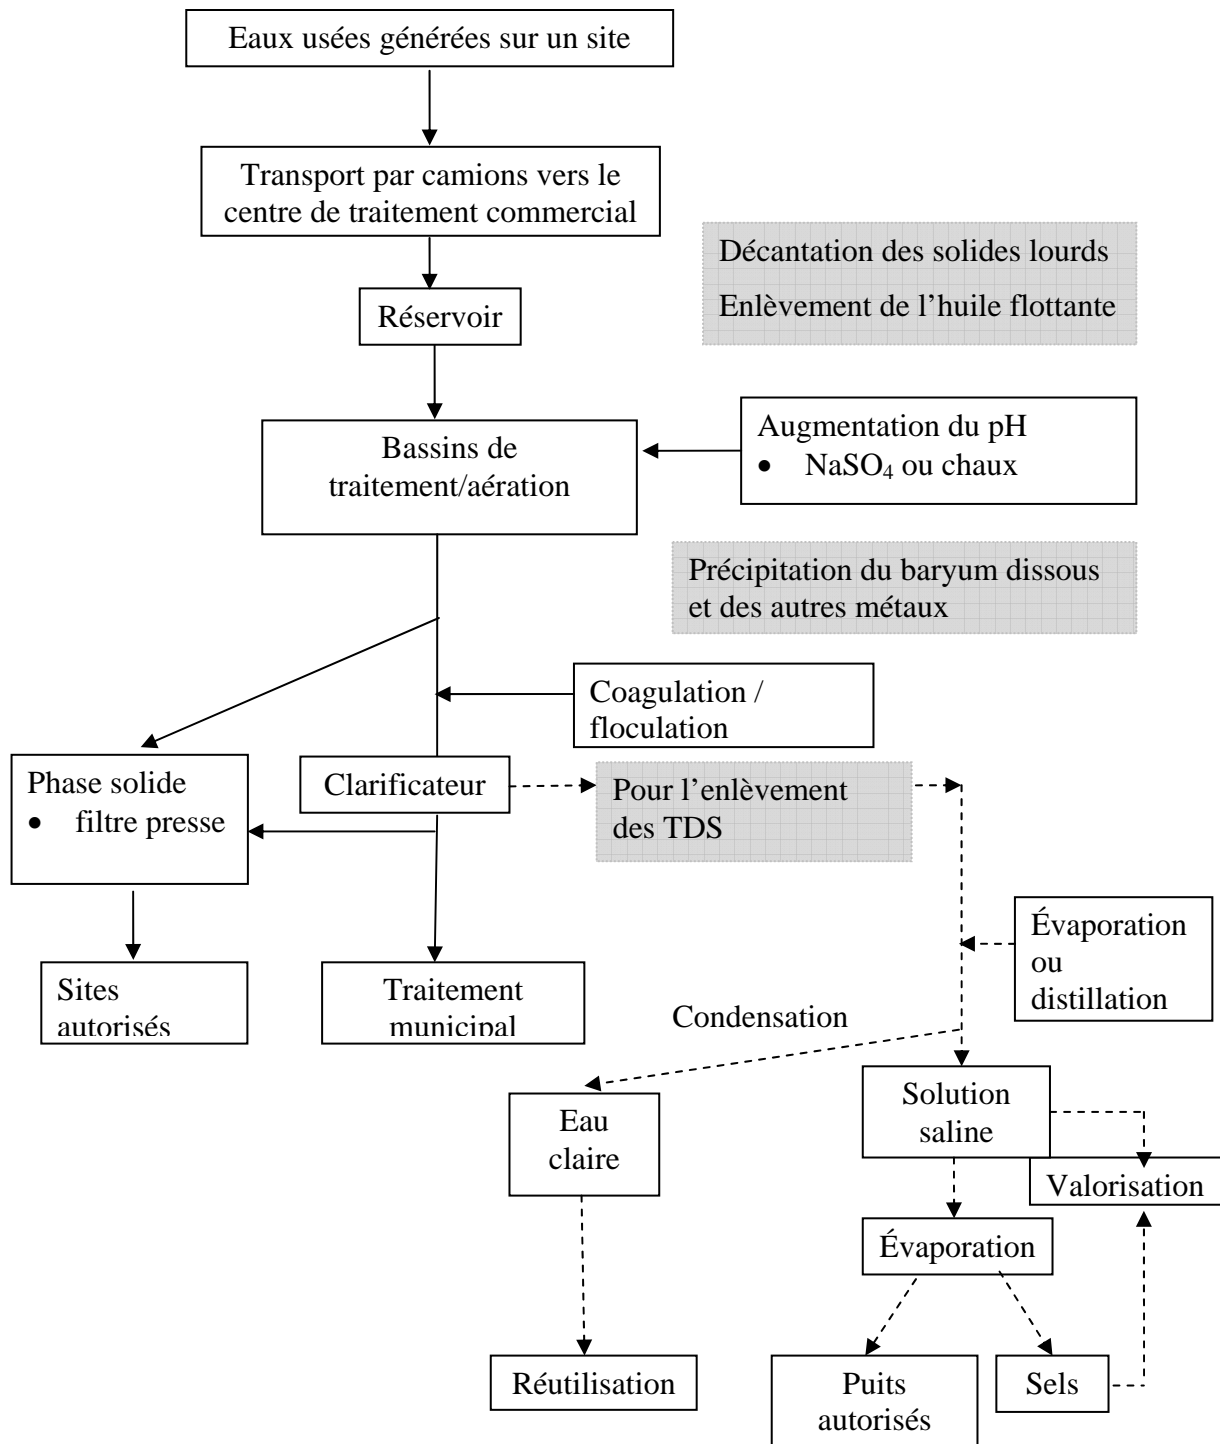 Eaux usées générées sur un site
Transport par camions vers le
centre de traitement commercial
Décantation des solides lourds
Enlèvement de l’huile flottante
Réservoir
Augmentation du pH
• NaSO₄ ou chaux
Bassins de
traitement/aération
Précipitation du baryum dissous
et des autres métaux
Coagulation /
floculation
Phase solide
• filtre presse
Clarificateur
Pour l’enlèvement
des TDS
Évaporation
ou
distillation
Sites
autorisés
Traitement
municipal
Condensation
Solution
saline
Eau
claire
Valorisation
Évaporation
Réutilisation
Puits
autorisés
Sels